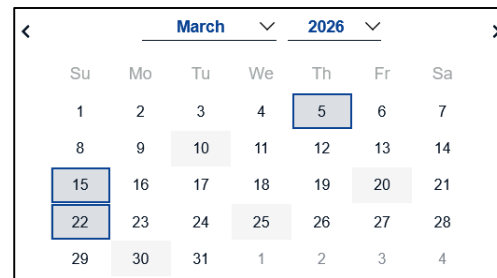 March 2026
Su Mo Tu We Th Fr Sa
1 2 3 4 5 6 7
8 9 10 11 12 13 14
15 16 17 18 19 20 21
22 23 24 25 26 27 28
29 30 31 1 2 3 4